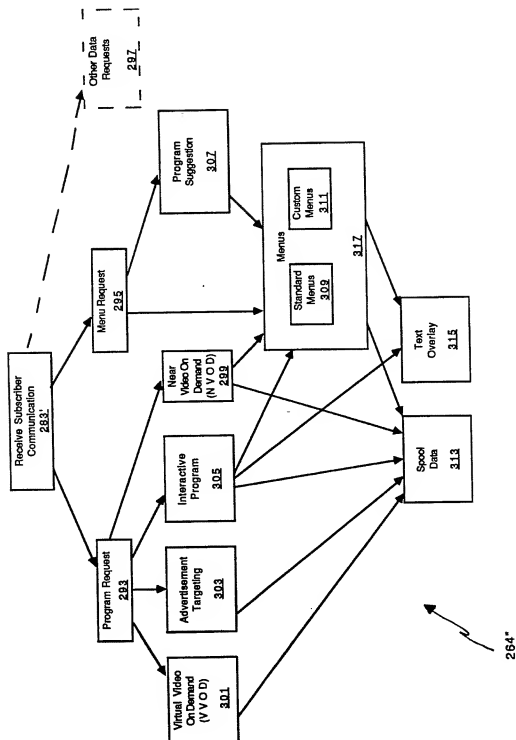 Receive Subscriber
Communication
283'
Other Data
Requests
297
Program Request
293
Menu Request
295
Virtual Video
On Demand
(V V O D)
301
Advertisement
Targeting
303
Interactive
Program
305
Near
Video On
Demand
(N V O D)
299
Program
Suggestion
307
Menus
Standard
Menus
309
Custom
Menus
311
317
Spool
Data
313
Text
Overlay
315
264"